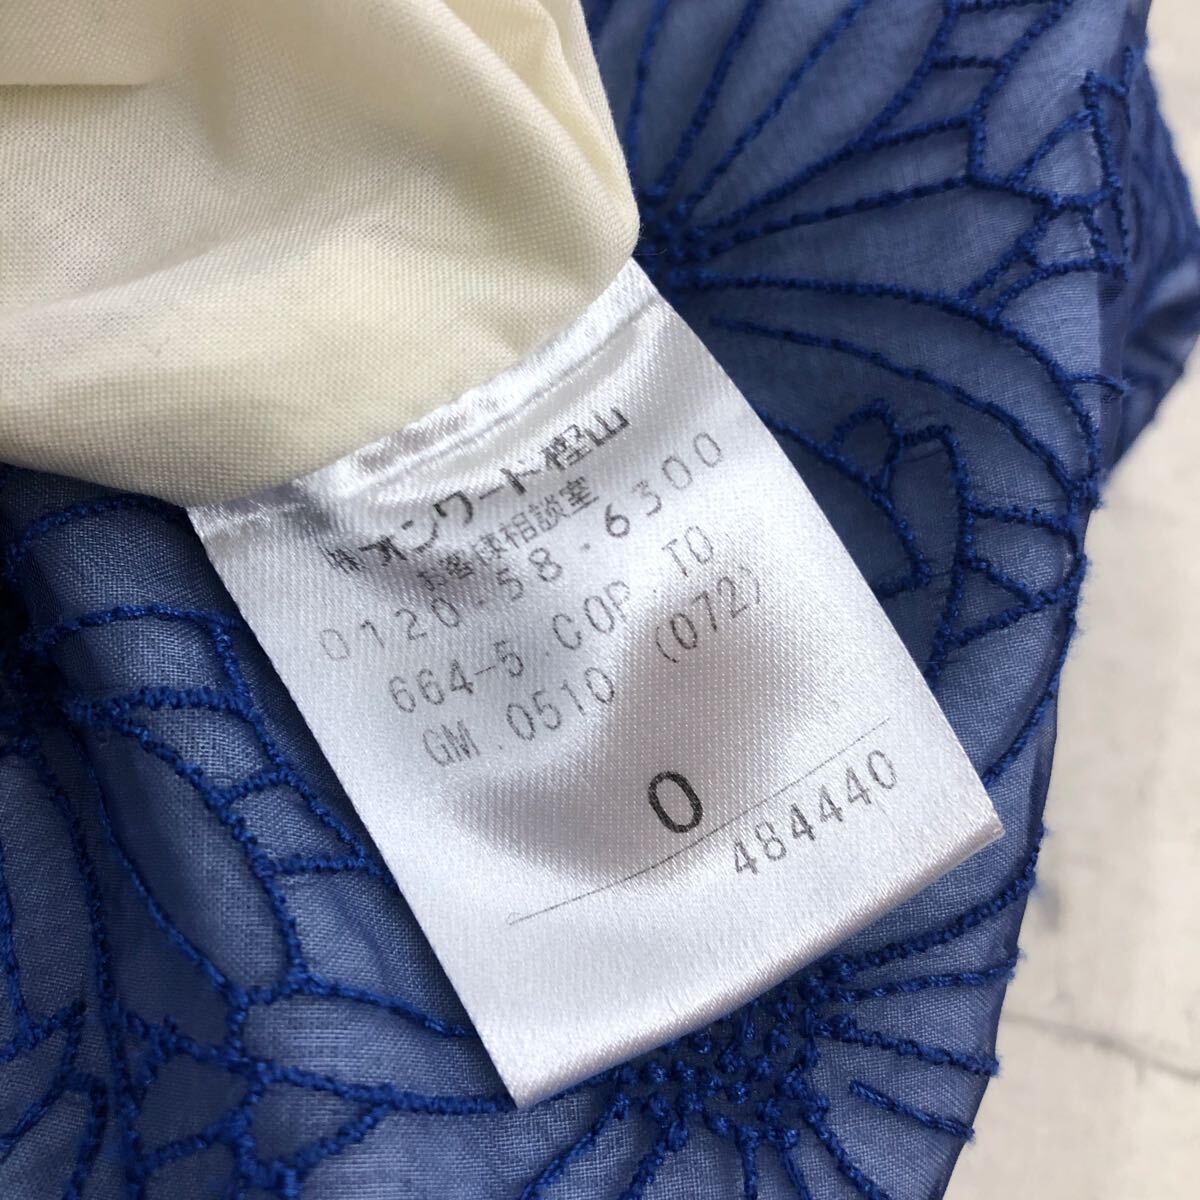 ㈱オンワード樫山
お客様相談室
0120-58-6300
664-5.COP.TO
GM.0510 (072)
0
484440